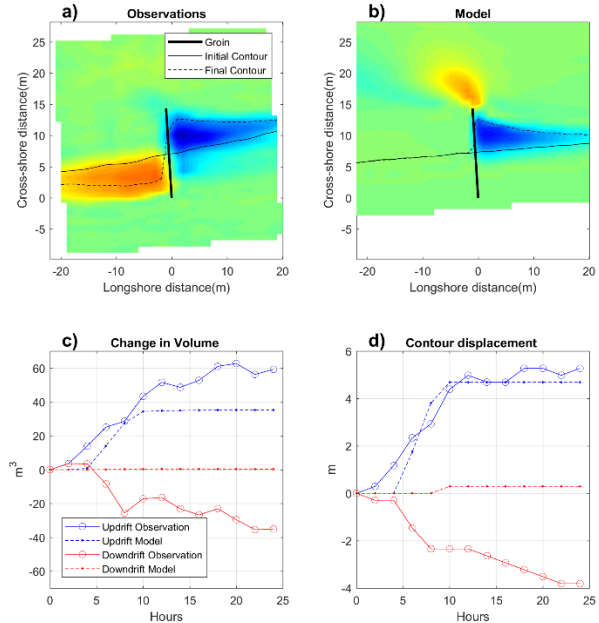 a)
Observations
Groin
Initial Contour
Final Contour
Cross-shore distance(m)
25
20
15
10
5
0
-5
-20
-10
0
10
20
Longshore distance(m)
b)
Model
Cross-shore distance(m)
25
20
15
10
5
0
-5
-20
-10
0
10
20
Longshore distance(m)
c)
Change in Volume
m3
60
40
20
0
-20
-40
-60
Updrift Observation
Updrift Model
Downdrift Observation
Downdrift Model
0
5
10
15
20
25
Hours
d)
Contour displacement
m
6
4
2
0
-2
-4
0
5
10
15
20
25
Hours